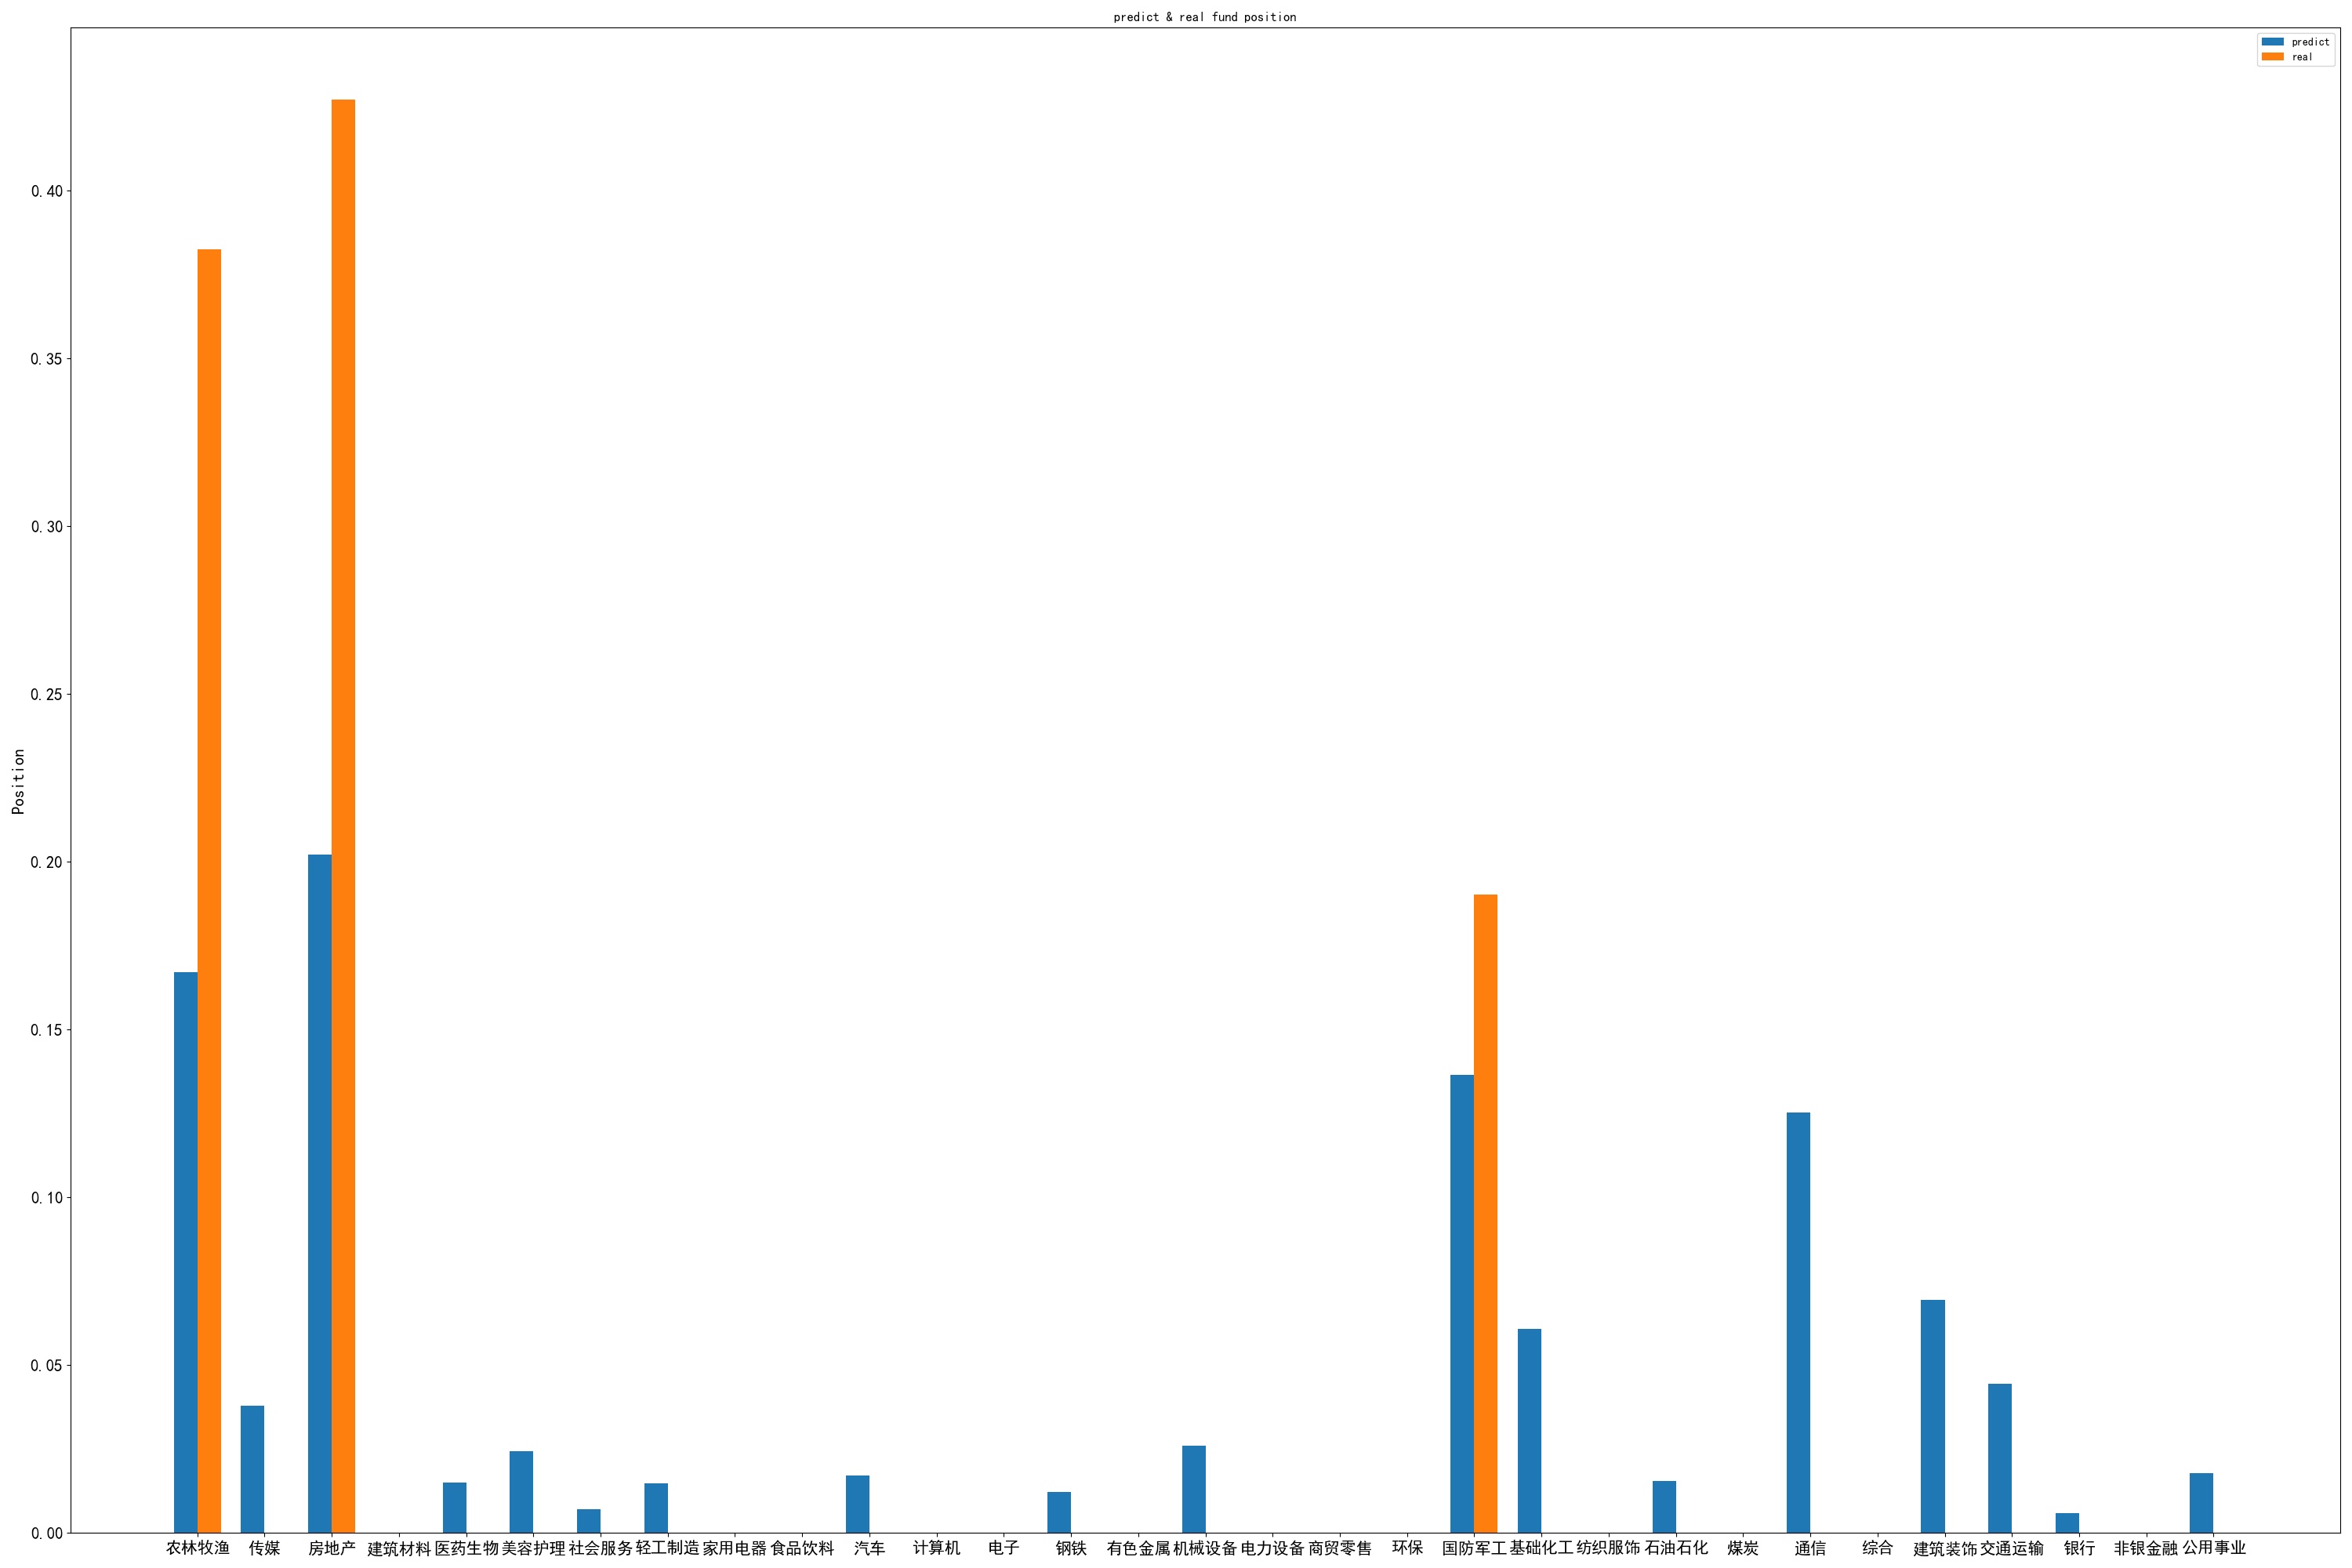 predict & real fund position
predict
real
0.40
0.35
0.30
0.25
0.20
0.15
0.10
0.05
0.00
Position
农林牧渔 传媒 房地产 建筑材料 医药生物 美容护理 社会服务 轻工制造 家用电器 食品饮料 汽车 计算机 电子 钢铁 有色金属 机械设备 电力设备 商贸零售 环保 国防军工 基础化工 纺织服饰 石油石化 煤炭 通信 综合 建筑装饰 交通运输 银行 非银金融 公用事业